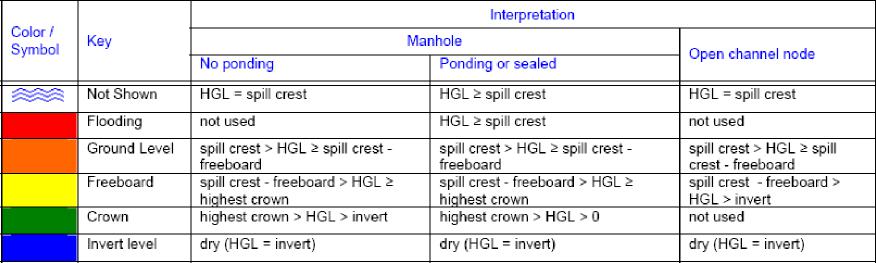 Interpretation
Color /
Symbol
Key
Manhole
Open channel node
No ponding
Ponding or sealed
Not Shown HGL = spill crest HGL ≥ spill crest HGL = spill crest
Flooding not used HGL ≥ spill crest not used
Ground Level spill crest > HGL ≥ spill crest - spill crest > HGL ≥ spill crest - spill crest > HGL ≥ spill
freeboard freeboard crest - freeboard
Freeboard spill crest - freeboard > HGL ≥ spill crest - freeboard > HGL ≥ spill crest - freeboard >
highest crown highest crown HGL > invert
Crown highest crown > HGL > invert highest crown > HGL > 0 not used
Invert level dry (HGL = invert) dry (HGL = invert) dry (HGL = invert)